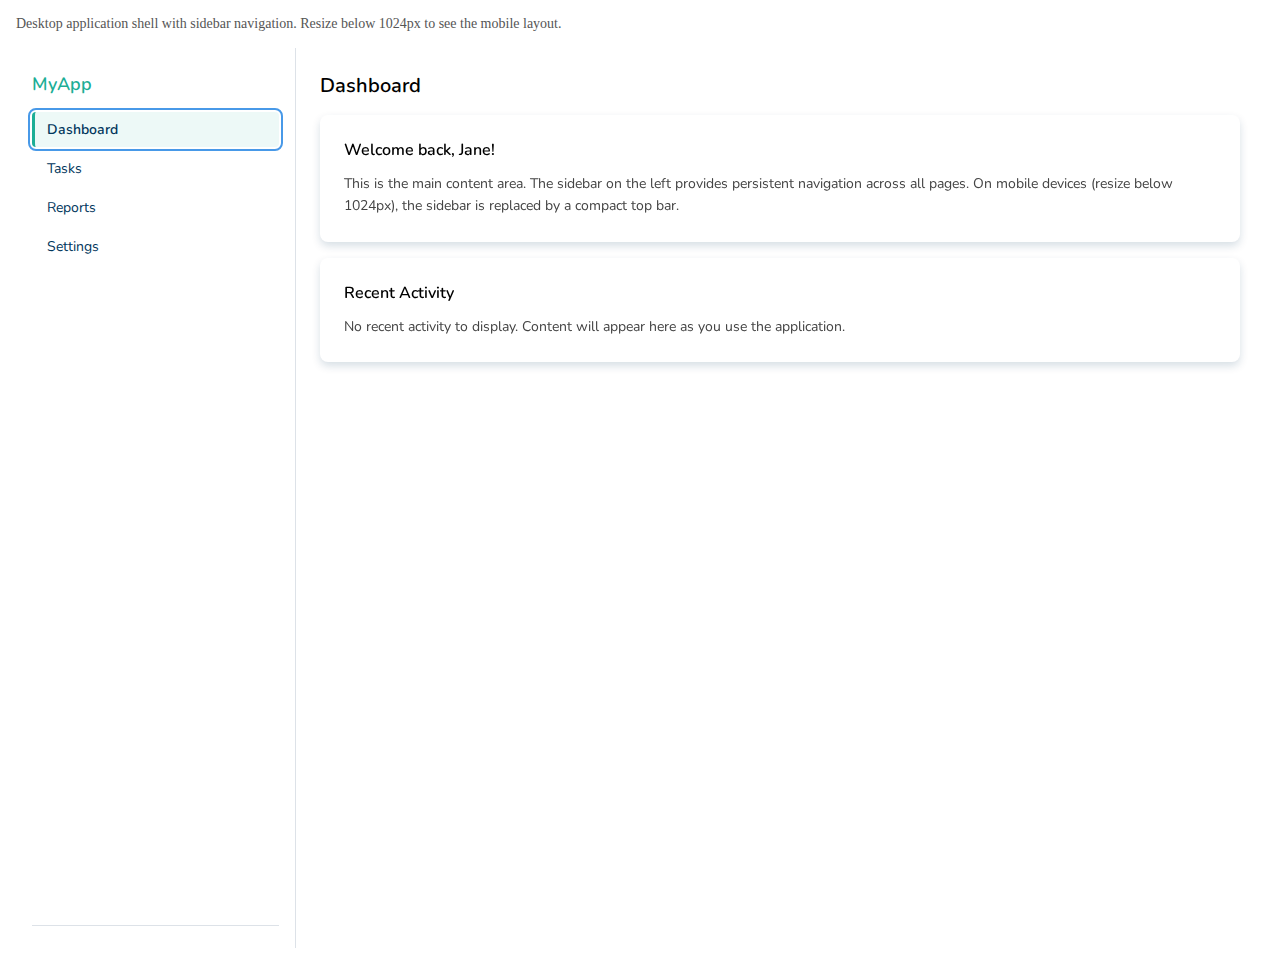 Desktop application shell with sidebar navigation. Resize below 1024px to see the mobile layout.
MyApp
Dashboard
Tasks
Reports
Settings
Dashboard
Welcome back, Jane!
This is the main content area. The sidebar on the left provides persistent navigation across all pages. On mobile devices (resize below
1024px), the sidebar is replaced by a compact top bar.
Recent Activity
No recent activity to display. Content will appear here as you use the application.